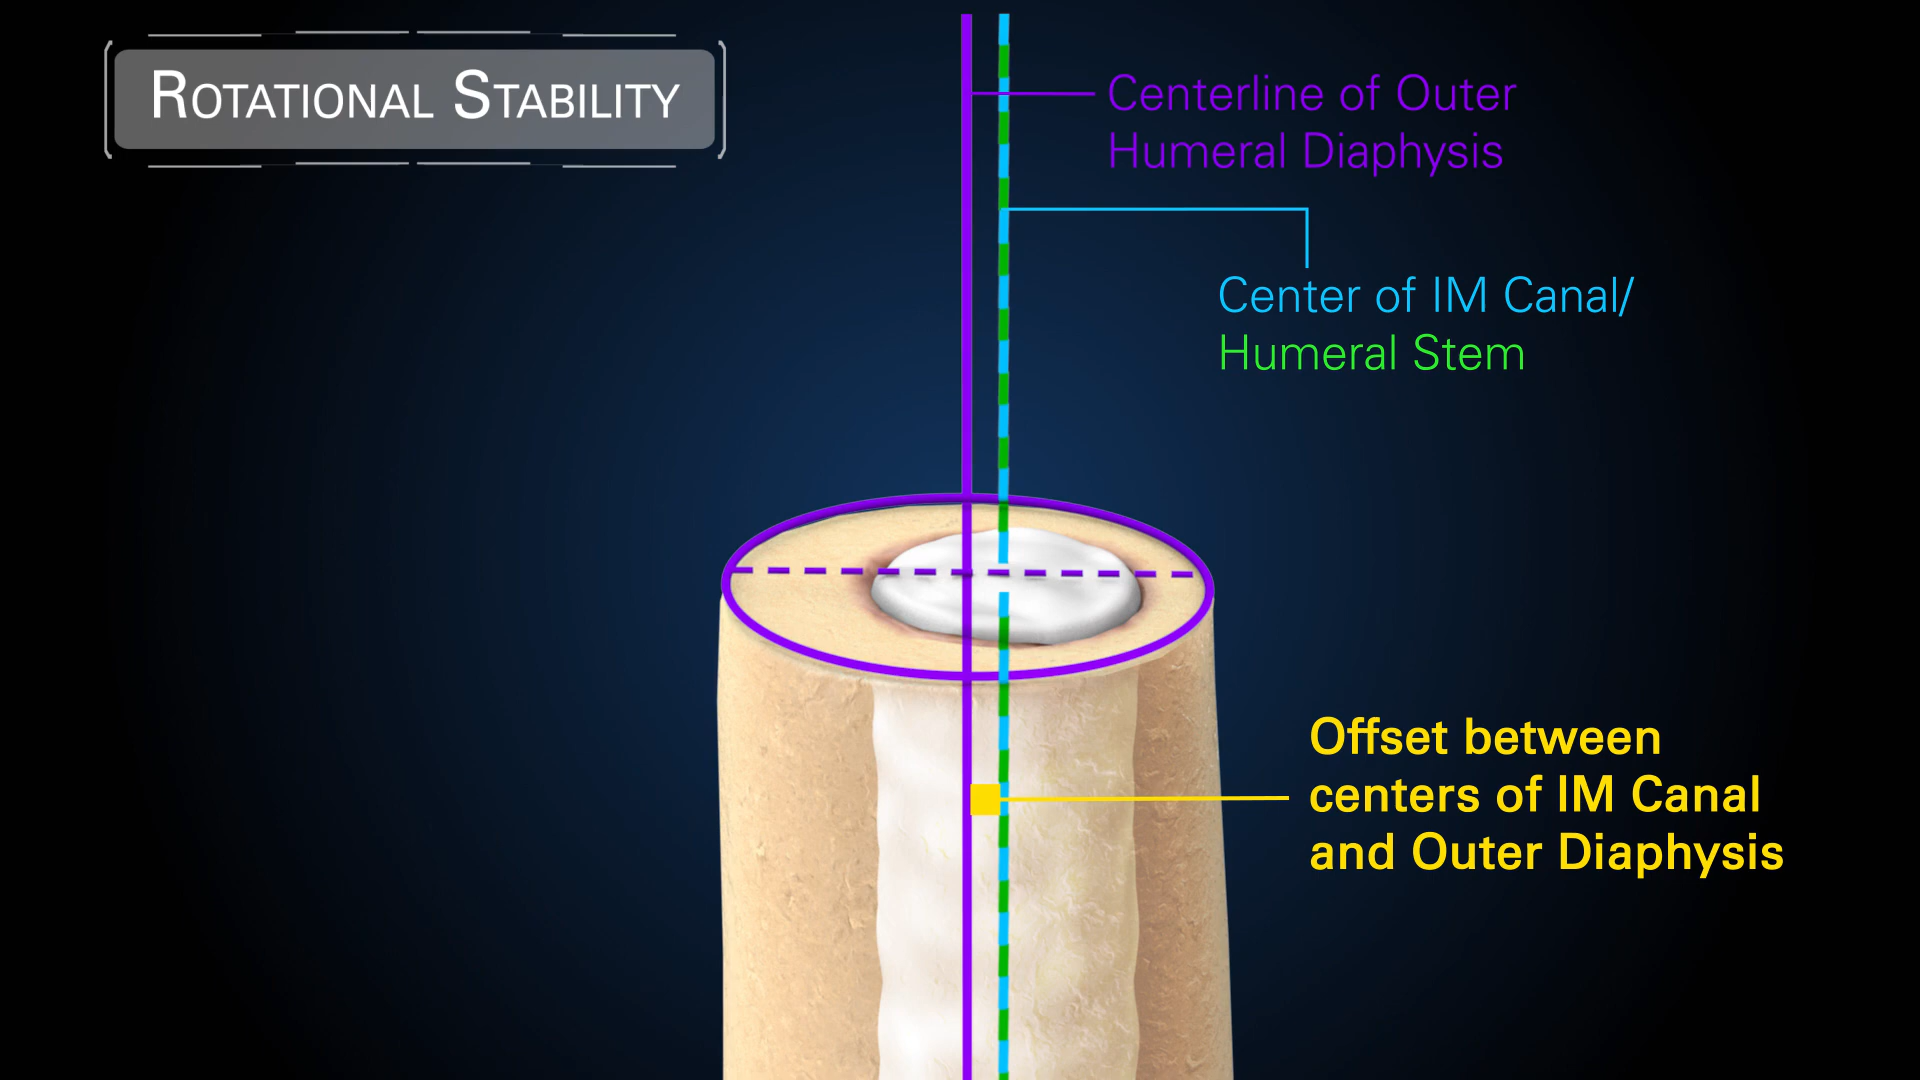 ROTATIONAL STABILITY
Centerline of Outer
Humeral Diaphysis
Center of IM Canal/
Humeral Stem
Offset between
centers of IM Canal
and Outer Diaphysis